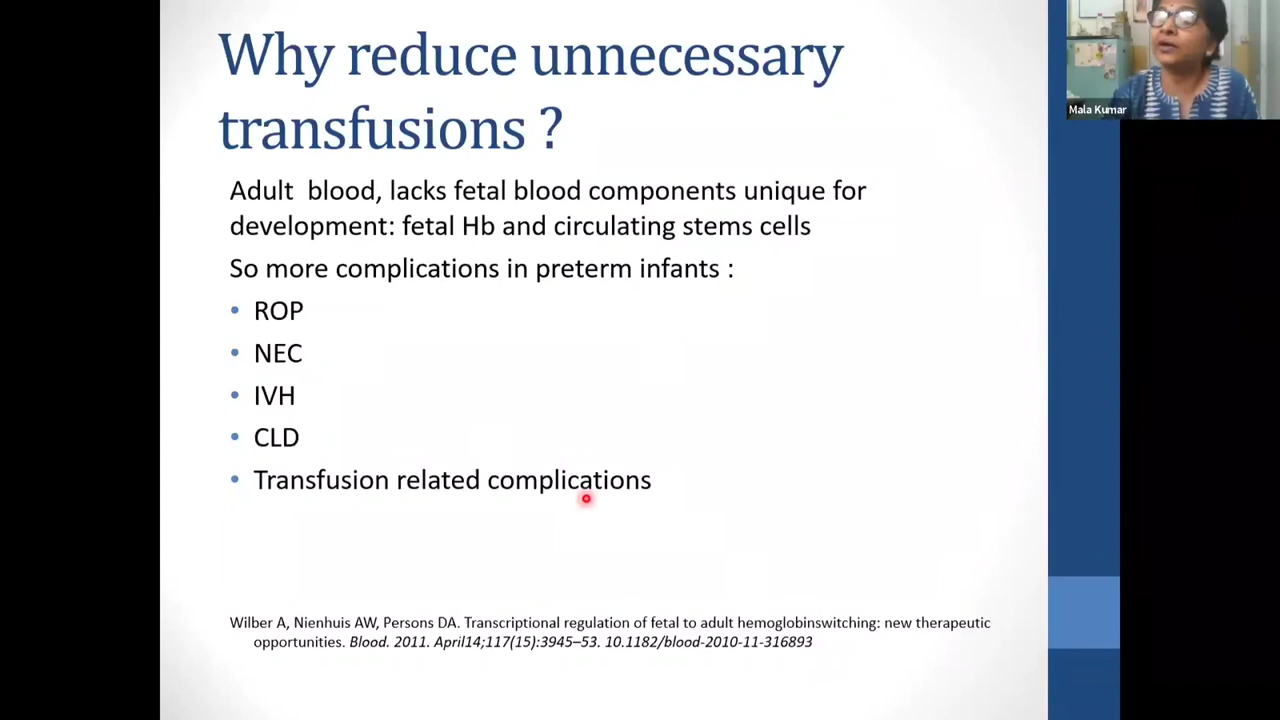 Why reduce unnecessary
transfusions ?
Mala Kumar
Adult blood, lacks fetal blood components unique for
development: fetal Hb and circulating stems cells
So more complications in preterm infants :
• ROP
• NEC
• IVH
• CLD
• Transfusion related complications
Wilber A, Nienhuis AW, Persons DA. Transcriptional regulation of fetal to adult hemoglobinswitching: new therapeutic
opportunities. Blood. 2011. April14;117(15):3945–53. 10.1182/blood-2010-11-316893